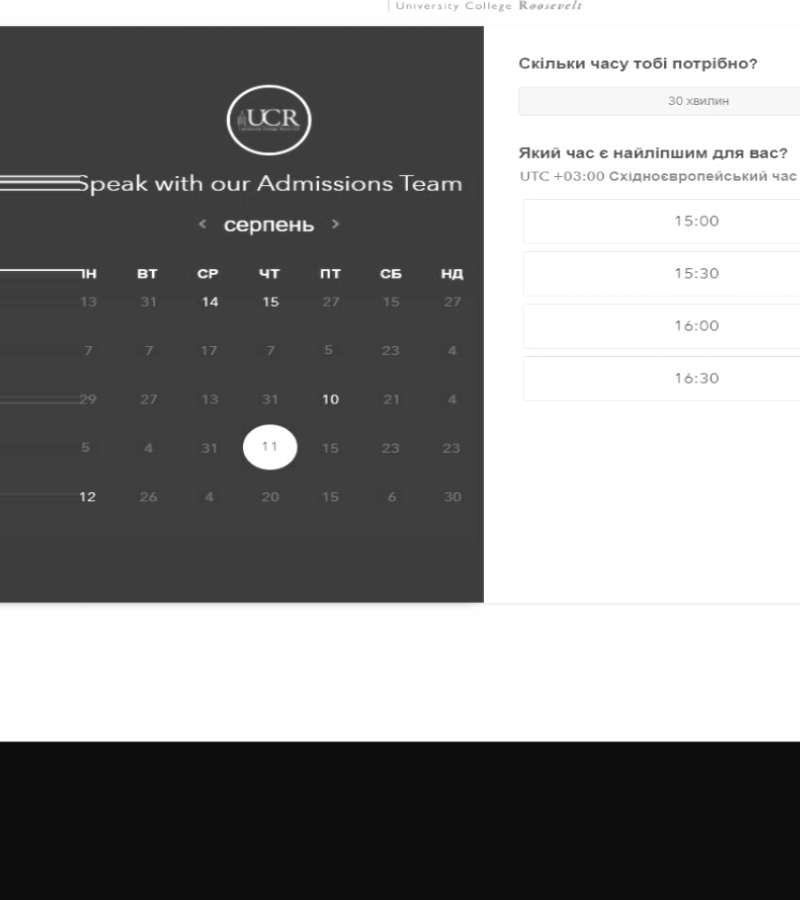 University College Roosevelt
UCR
Speak with our Admissions Team
серпень
ПН ВТ СР ЧТ ПТ СБ НД
13 31 14 15 27 15 27
7 7 17 7 5 23 4
29 27 13 31 10 21 4
5 4 31 11 15 23 23
12 26 4 20 15 6 30
Скільки часу тобі потрібно?
30 хвилин
Який час є найліпшим для вас?
UTC +03:00 Східноєвропейський час
15:00
15:30
16:00
16:30